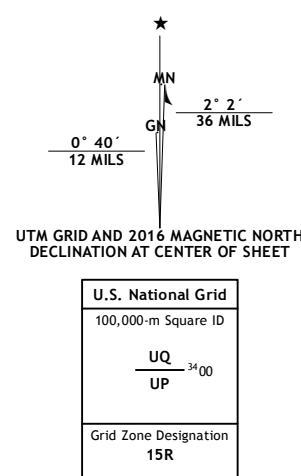 ★
MN
GN
2° 2´
36 MILS
0° 40´
12 MILS
UTM GRID AND 2016 MAGNETIC NORTH
DECLINATION AT CENTER OF SHEET
U.S. National Grid
100,000-m Square ID
UQ
UP
³⁴00
Grid Zone Designation
15R